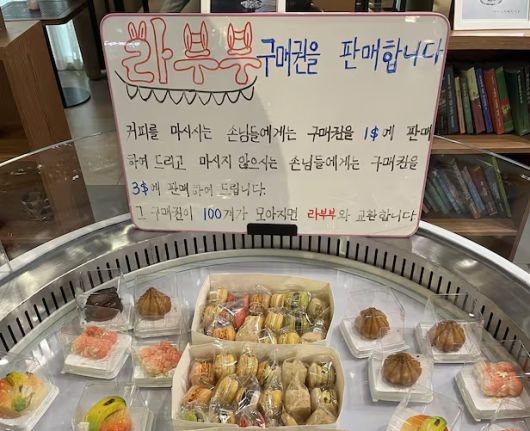 라부부 구매권을 판매합니다
커피를 마시시는 손님들에게는 구매권을 1$에 판매
하여 드리고 마시지 않으시는 손님들에게는 구매권을
3$에 판매하여 드립니다.
그 구매권이 100개가 모아지면 라부부와 교환합니다